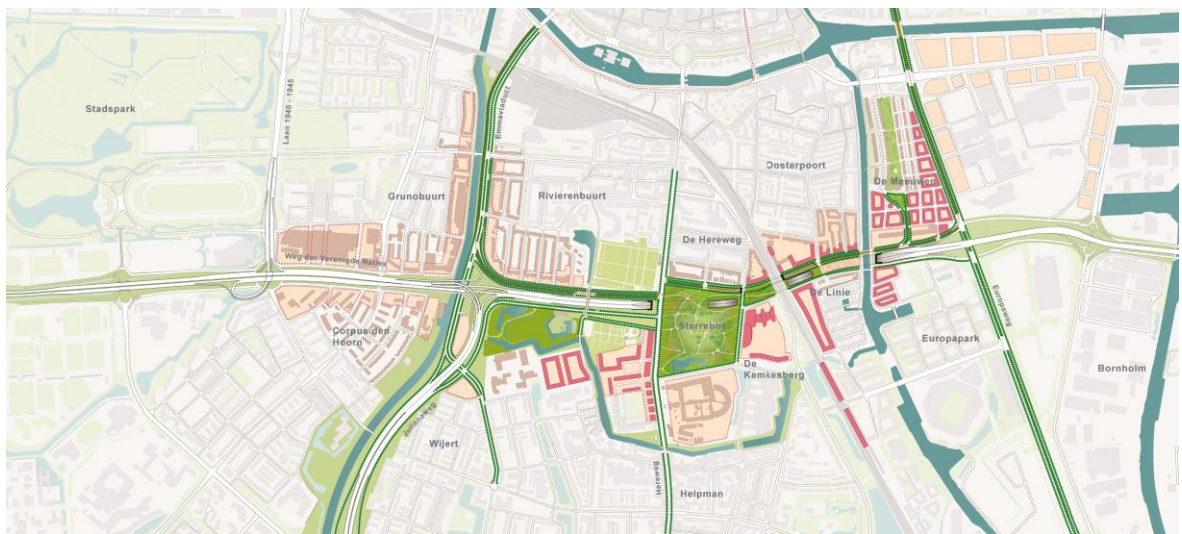 Stadspark
Laan 1940 - 1945
Emmaviaduct
Grunobuurt
Rivierenbuurt
Oosterpoort
De Meeuwen
De Hereweg
Weg der Verenigde Naties
De Linie
Europaweg
Sterrebos
Corpus den
Hoorn
Europapark
De
Kemkesberg
Bornholm
Julianaweg
Wijert
Hereweg
Helpman